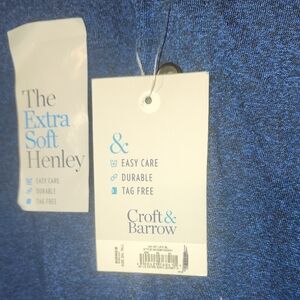 The
Extra
Soft
Henley
EASY CARE
DURABLE
TAG FREE
&
EASY CARE
DURABLE
TAG FREE
Croft&
Barrow